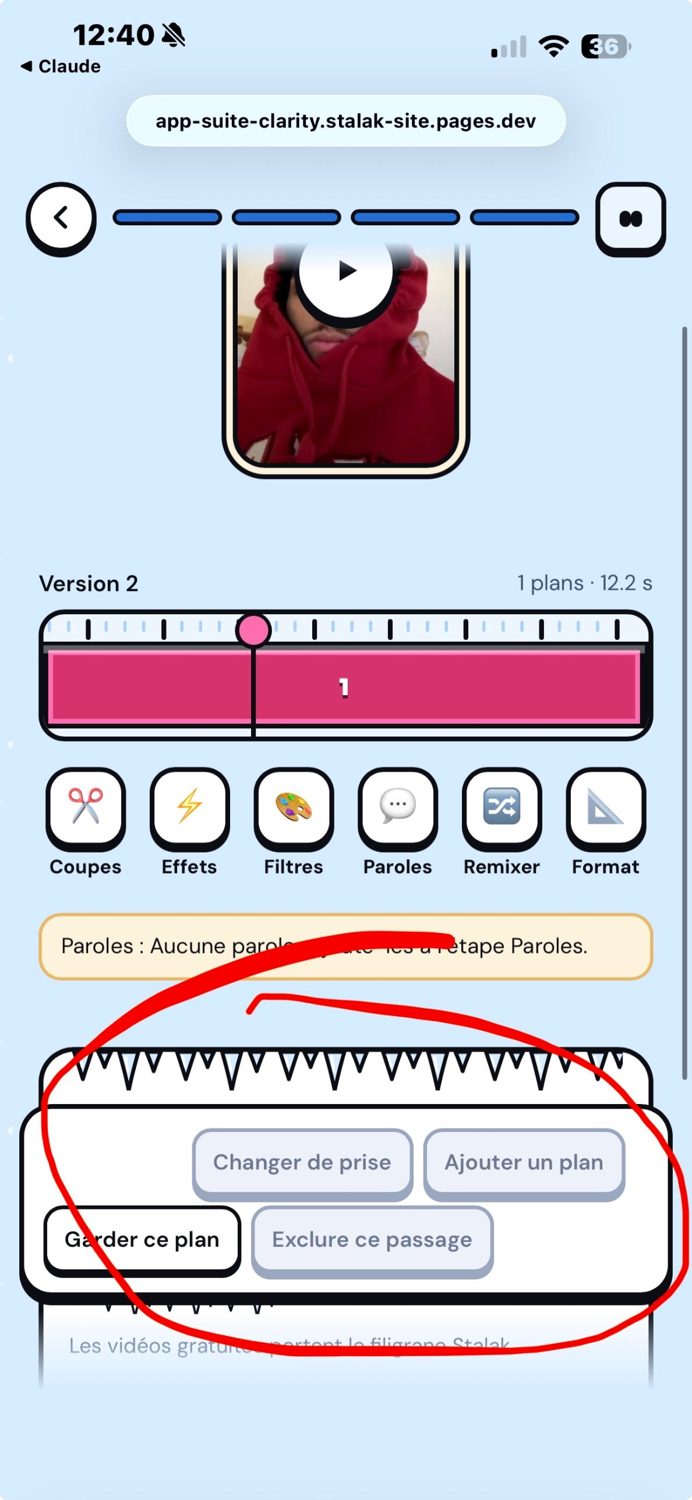 12:40
36
◀ Claude
app-suite-clarity.stalak-site.pages.dev
Version 2
1 plans · 12.2 s
1
Coupes
Effets
Filtres
Paroles
Remixer
Format
Paroles : Aucune parole étape Paroles.
Changer de prise
Ajouter un plan
Garder ce plan
Exclure ce passage
Les vidéos gratuites portent le filigrane Stalak